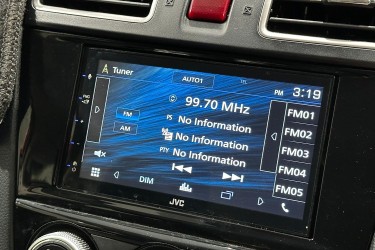 Tuner
AUTO1
PM 3:19
99.70 MHz
FM
AM
PS No Information
No Information
PTY No Information
FM01
FM02
FM03
FM04
FM05
DIM
JVC